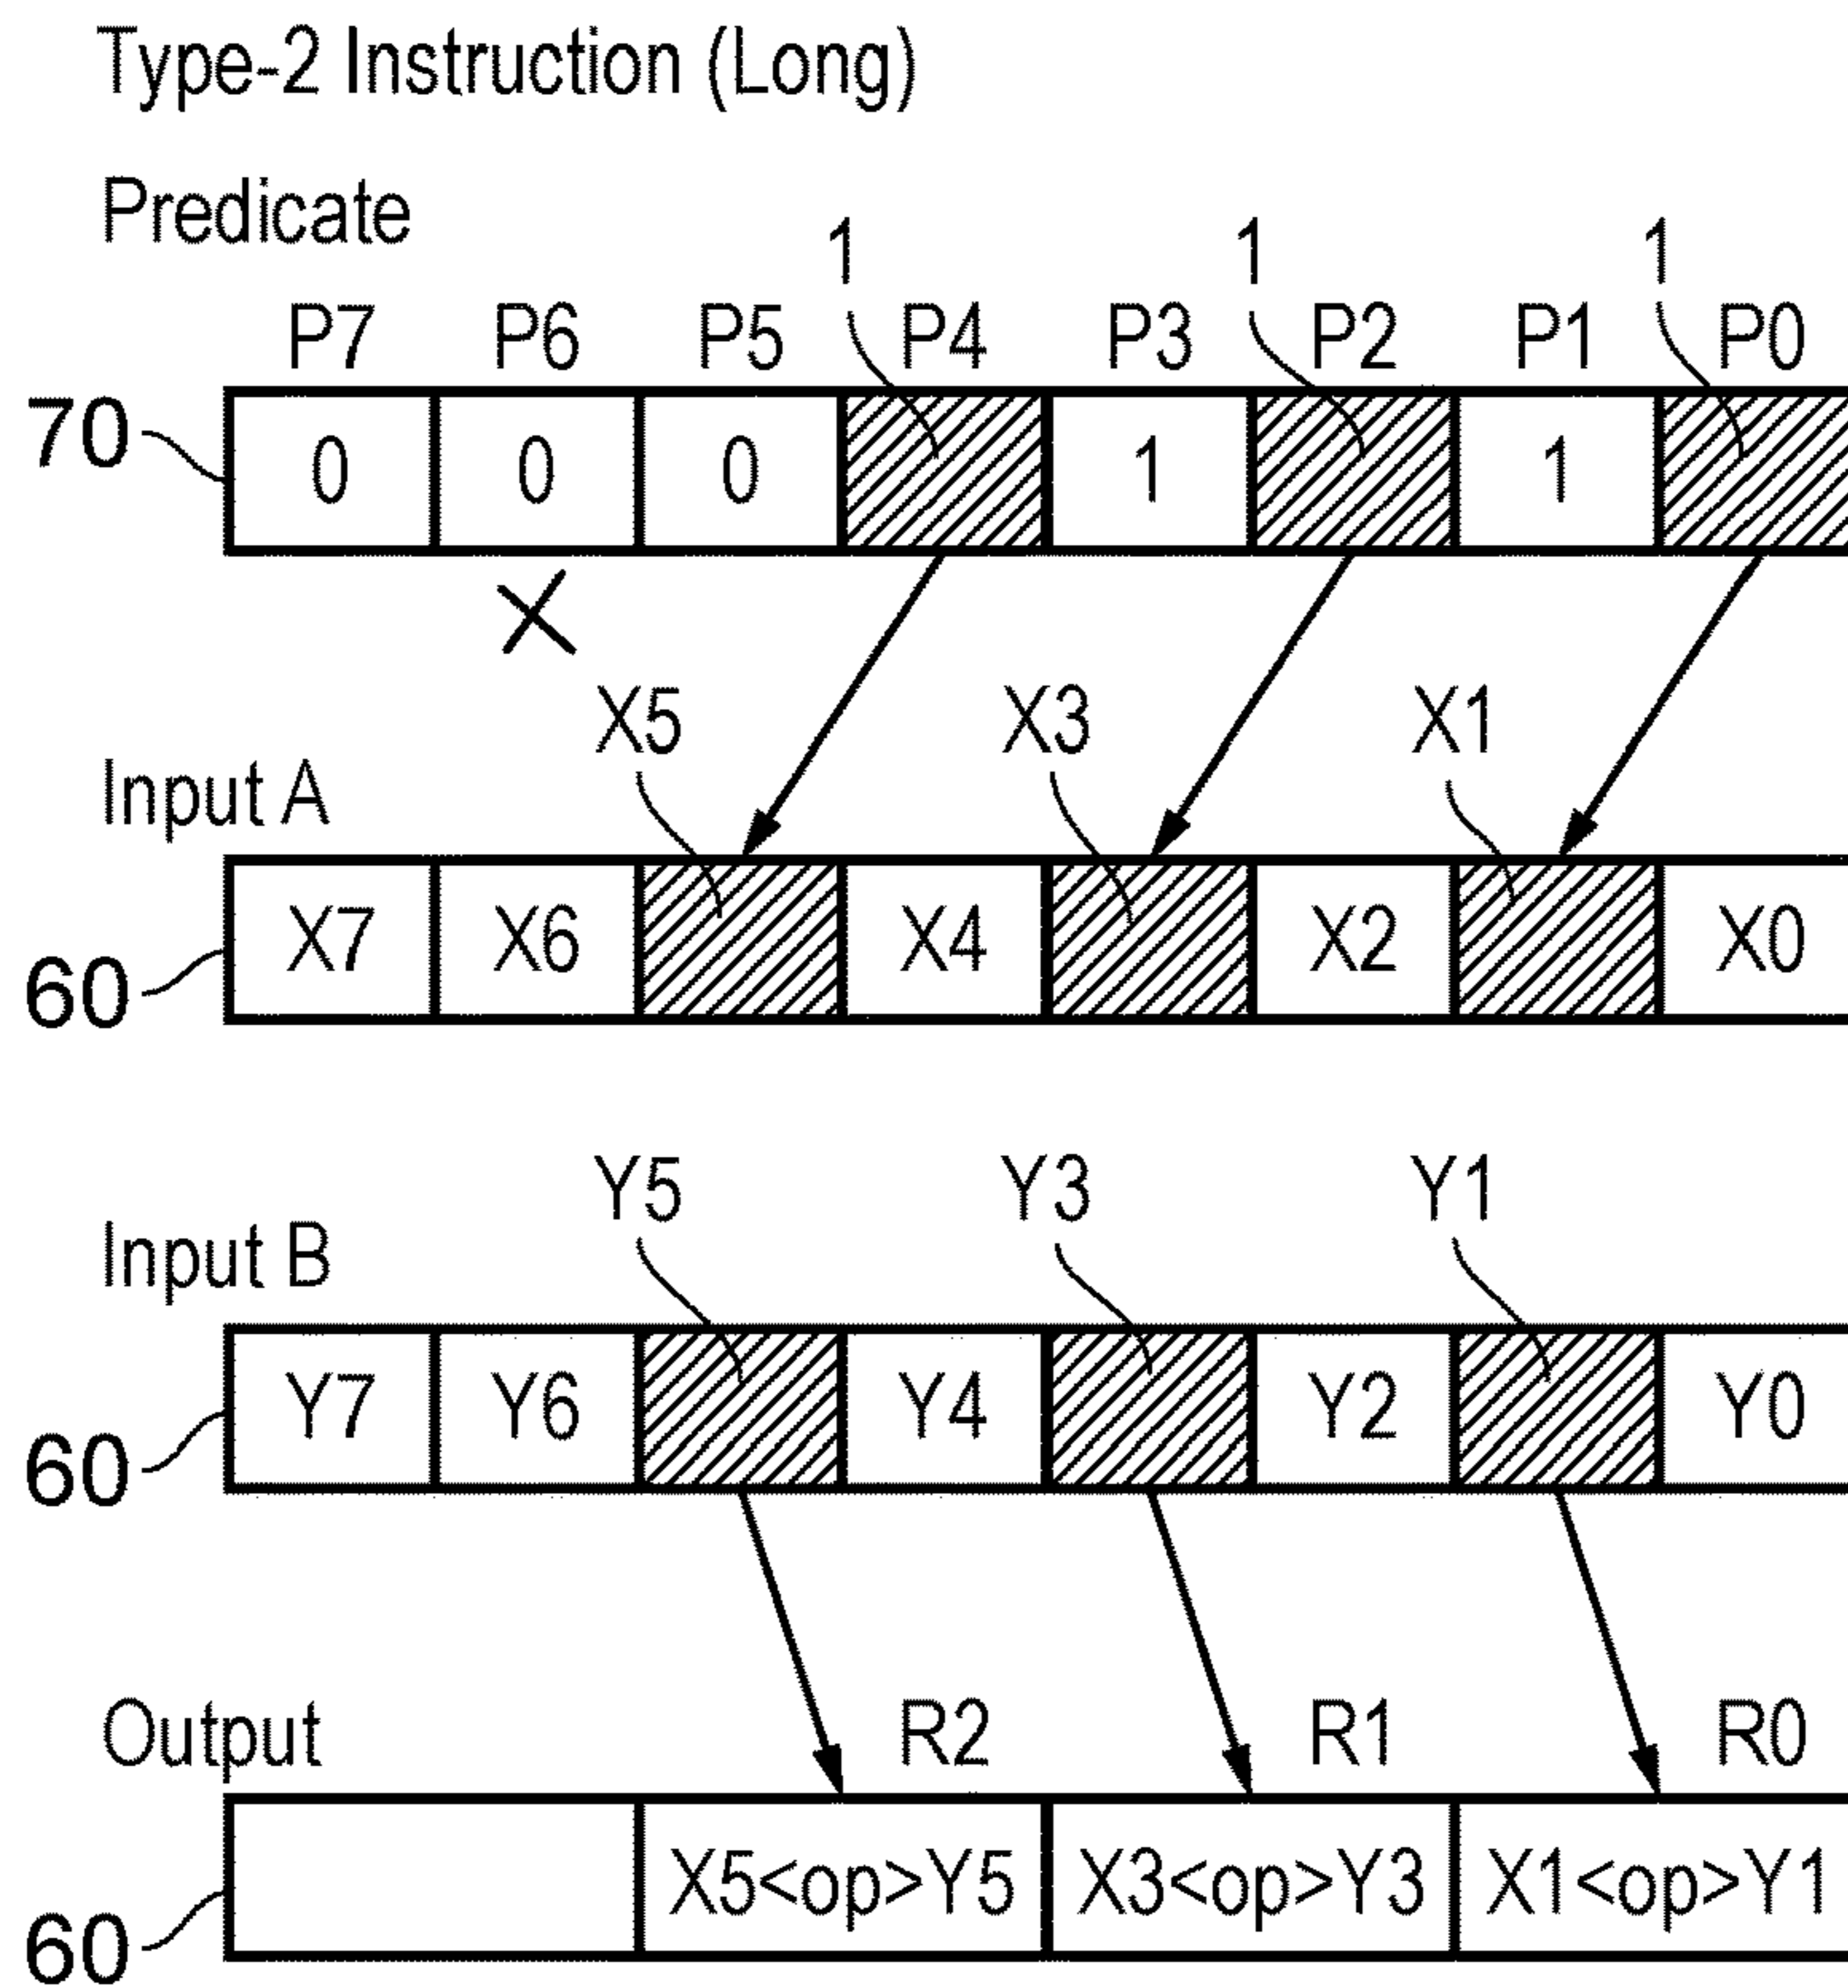 Type-2 Instruction (Long)
Predicate
1 1 1
P7 P6 P5 P4 P3 P2 P1 P0
70 0 0 0 1 1
X5 X3 X1
Input A
60 X7 X6 X4 X2 X0
Y5 Y3 Y1
Input B
60 Y7 Y6 Y4 Y2 Y0
Output R2 R1 R0
60 X5<op>Y5 X3<op>Y3 X1<op>Y1